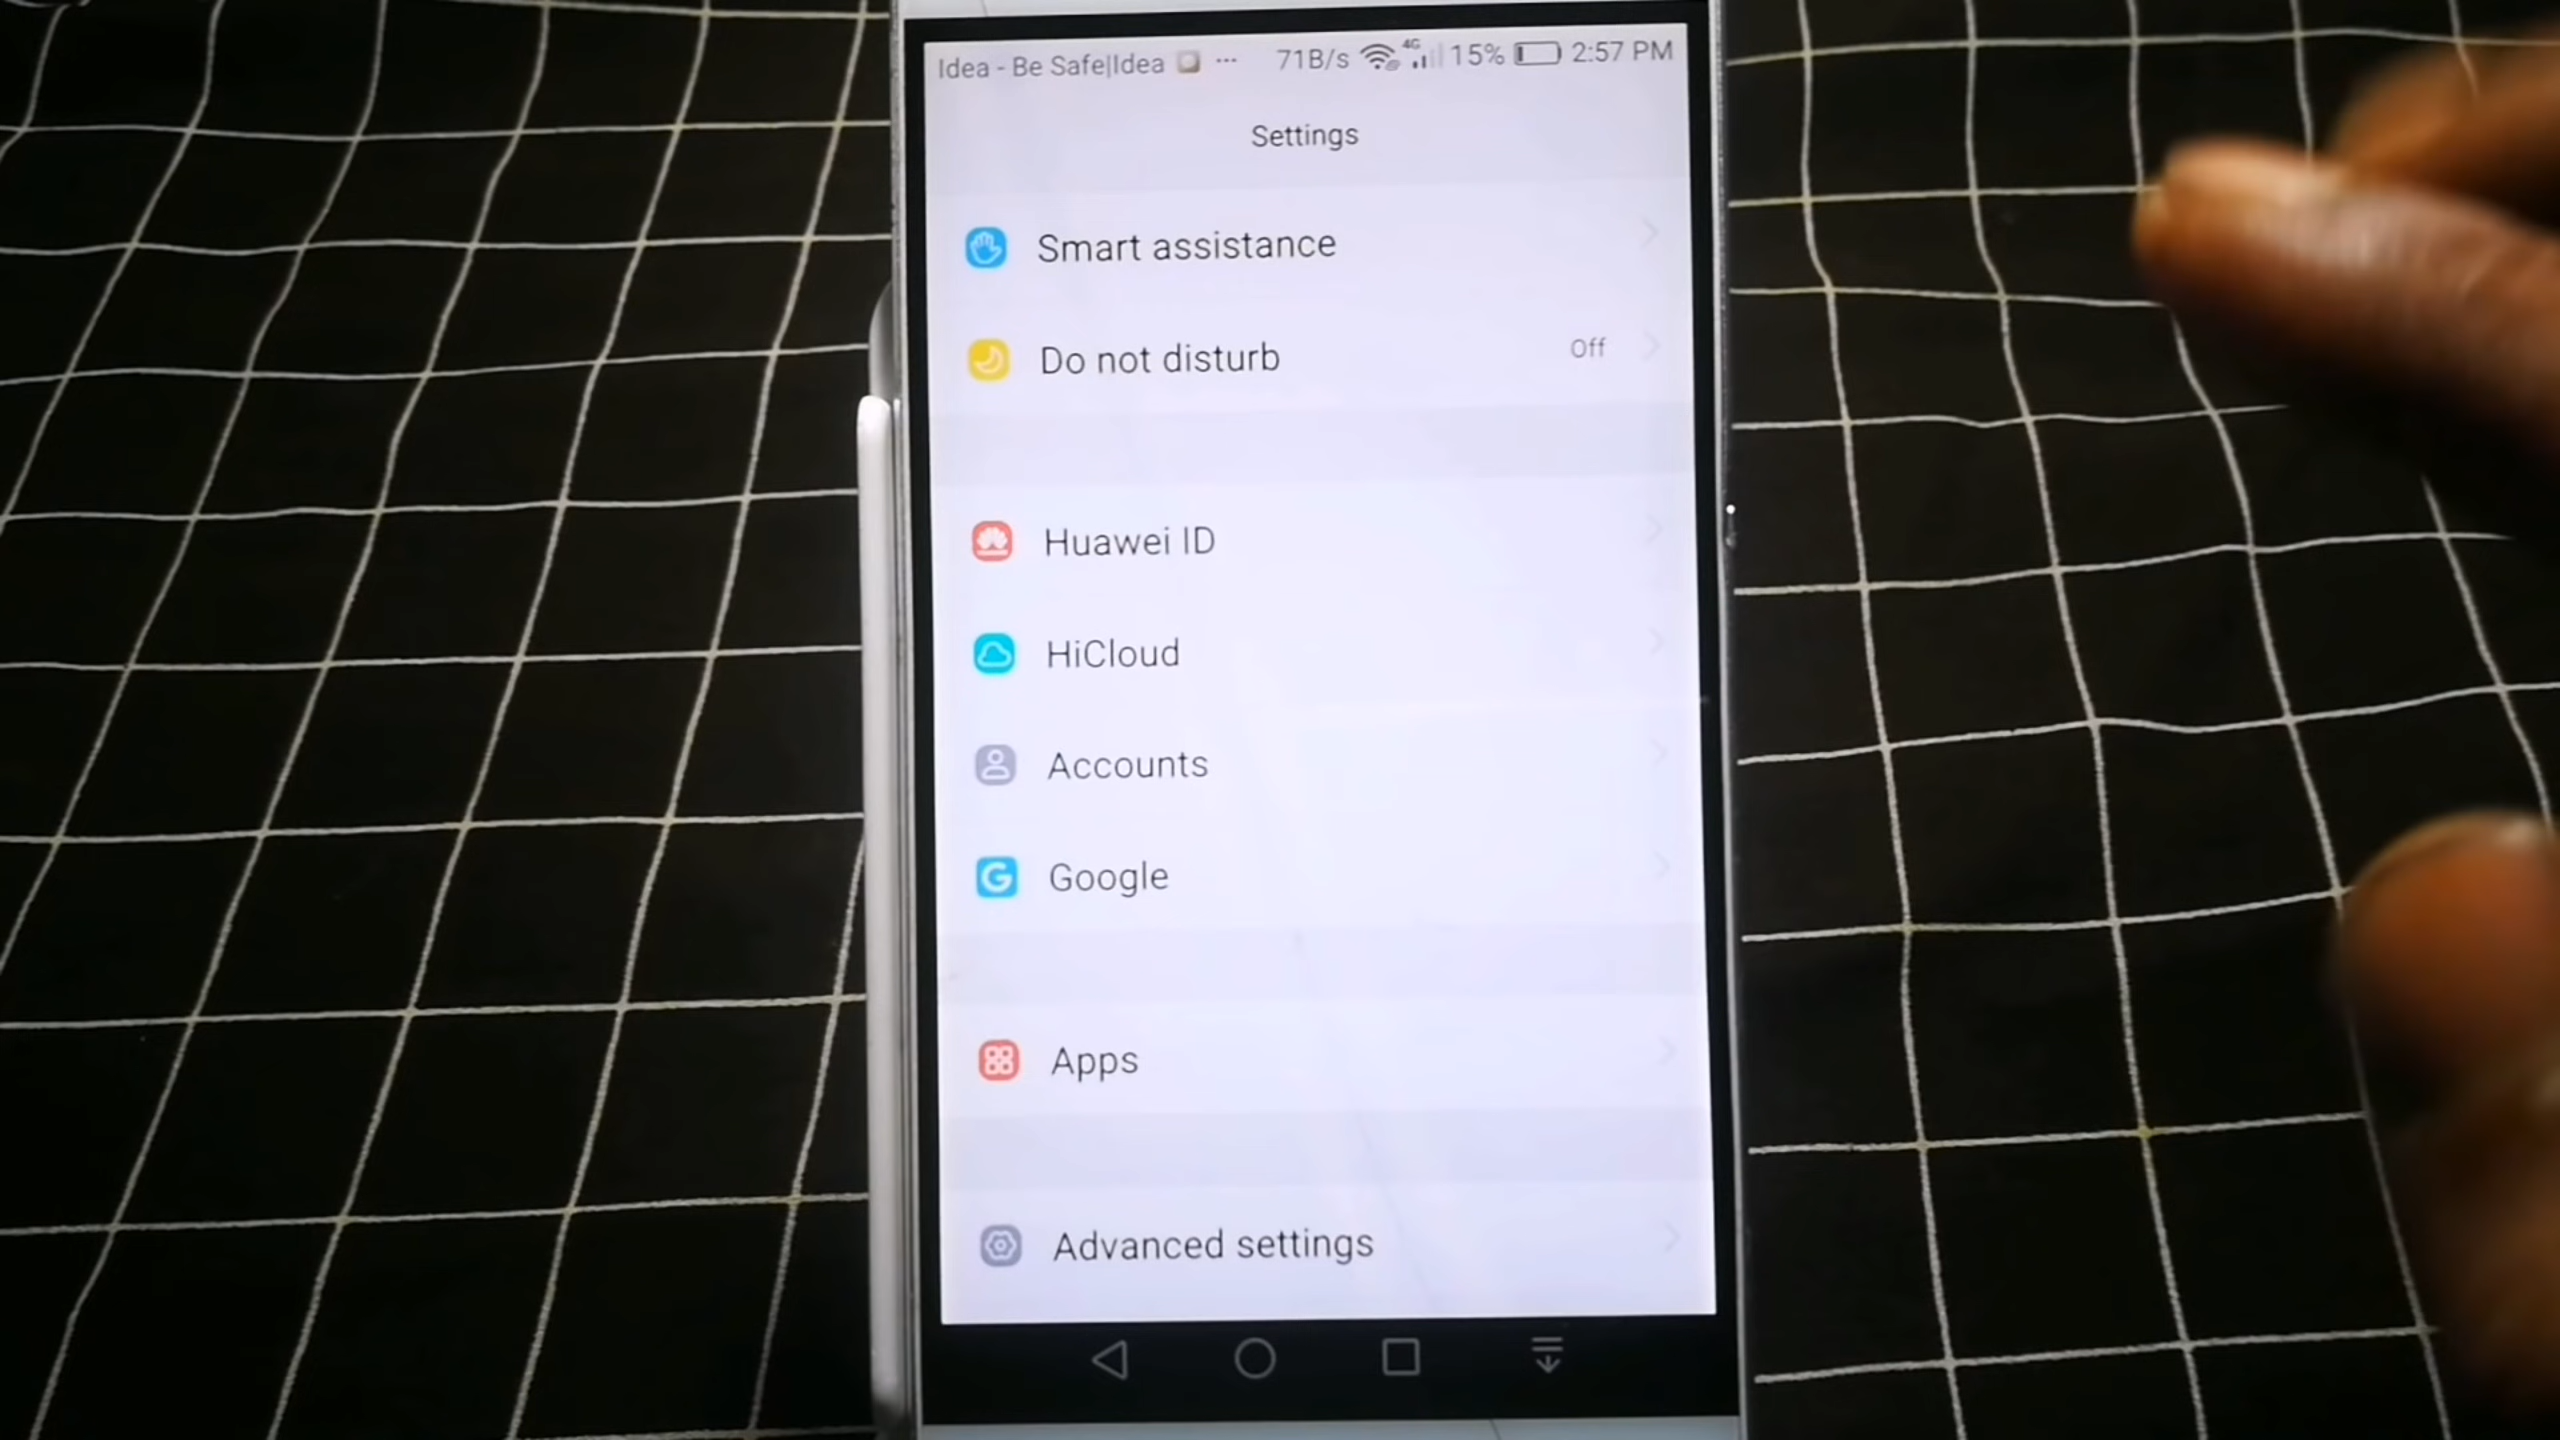 Idea - Be Safe|Idea ... 71B/s 4G 15% 2:57 PM
Settings
Smart assistance
Do not disturb Off
Huawei ID
HiCloud
Accounts
Google
Apps
Advanced settings